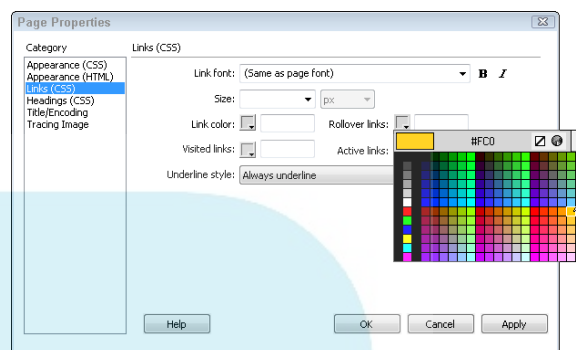 Page Properties
Category
Links (CSS)
Appearance (CSS)
Appearance (HTML)
Links (CSS)
Headings (CSS)
Title/Encoding
Tracing Image
Link font: (Same as page font) B I
Size: px
Link color: Rollover links:
Visited links: Active links:
#FC0
Underline style: Always underline
Help OK Cancel Apply